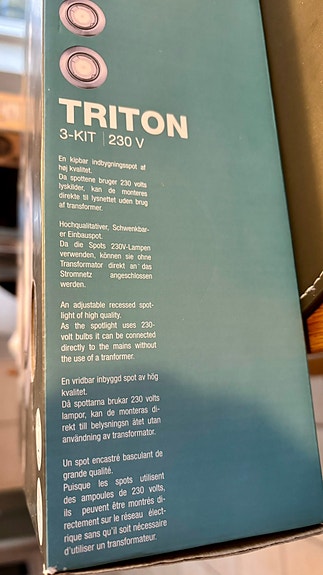 TRITON
3-KIT | 230 V
En kipbar indbygningsspot af
høj kvalitet.
Da spottene bruger 230 volts
lyskilder, kan de monteres
direkte til lysnettet uden brug
af transformer.
Hochqualitativer, Schwenkbar-
er Einbauspot.
Da die Spots 230V-Lampen
verwenden, können sie ohne
Transformator direkt an das
Stromnetz angeschlossen
werden.
An adjustable recessed spot-
light of high quality.
As the spotlight uses 230-
volt bulbs it can be connected
directly to the mains without
the use of a tranformer.
En vridbar inbyggd spot av hög
kvalitet.
Då spottarna brukar 230 volts
lampor, kan de monteras di-
rekt till belysningsn ätet utan
användning av transformator.
Un spot encastré basculant de
grande qualité.
Puisque les spots utilisent
des ampoules de 230 volts,
ils peuvent être montrés di-
rectement sur le réseau élect-
rique sans qu'il soit nécessaire
d'utiliser un transformateur.